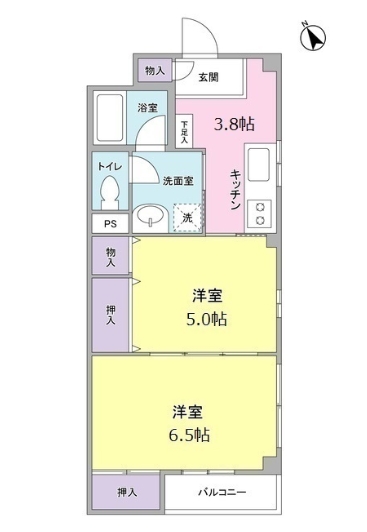 N
物入
玄関
浴室
下足入
3.8帖
キッチン
トイレ
洗面室
洗
PS
物入
押入
洋室
5.0帖
洋室
6.5帖
押入
バルコニー